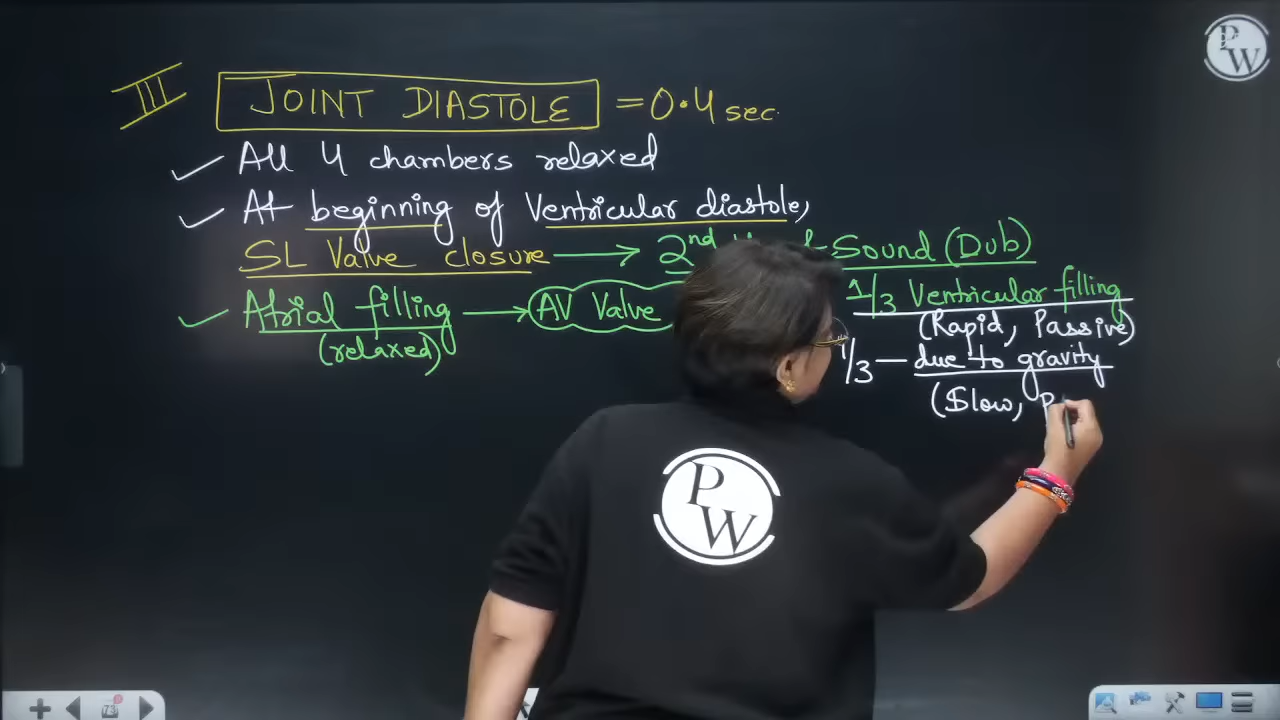 III JOINT DIASTOLE = 0.4 sec.
All 4 chambers relaxed
At beginning of Ventricular diastole,
SL Valve closure → 2nd Sound (Dub)
Atrial filling → AV Valve 1/3 Ventricular filling
(relaxed) (Rapid, Passive)
1/3 — due to gravity
(Slow, P
PW
PW
73